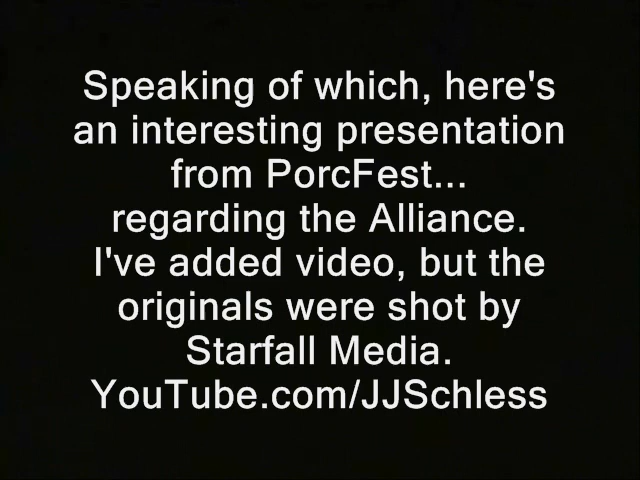 Speaking of which, here's
an interesting presentation
from PorcFest...
regarding the Alliance.
I've added video, but the
originals were shot by
Starfall Media.
YouTube.com/JJSchless